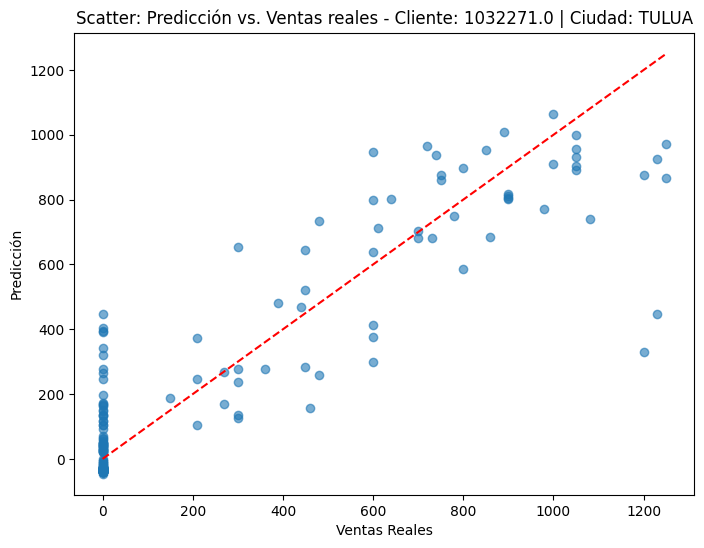 Scatter: Predicción vs. Ventas reales - Cliente: 1032271.0 | Ciudad: TULUA
1200
1000
800
600
400
200
0
Predicción
0 200 400 600 800 1000 1200
Ventas Reales